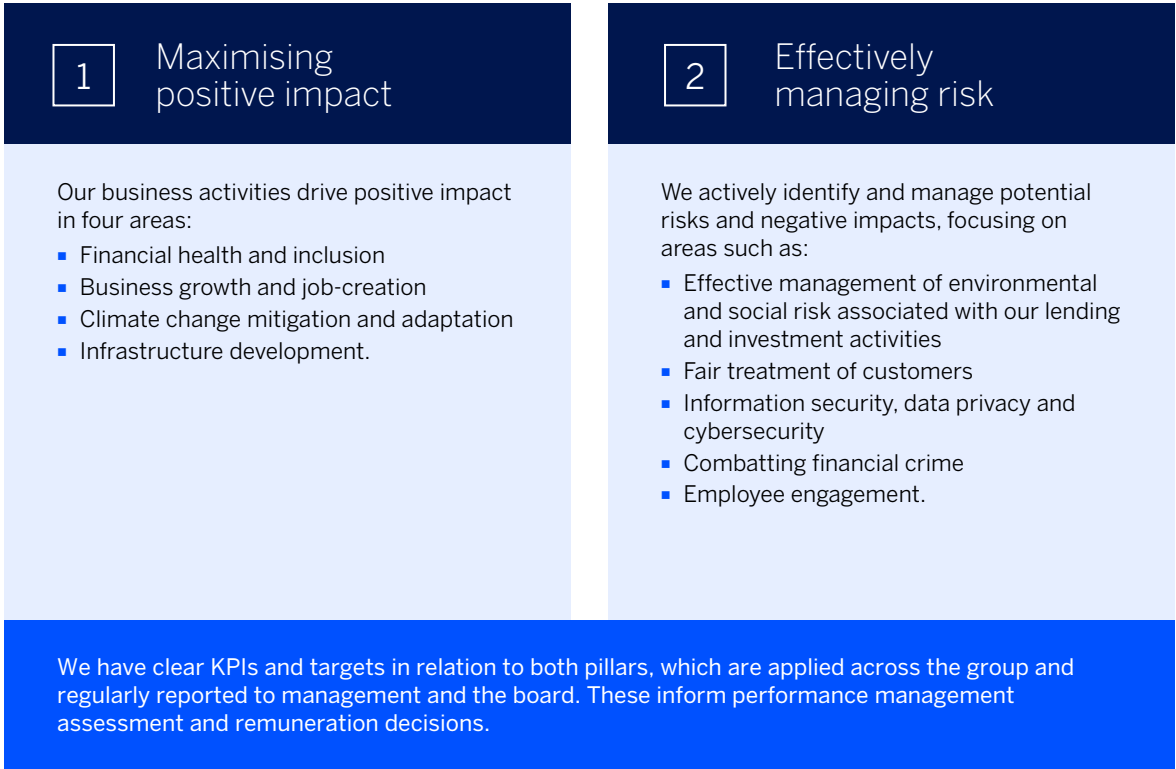 1
Maximising
positive impact
Our business activities drive positive impact
in four areas:
▪ Financial health and inclusion
▪ Business growth and job-creation
▪ Climate change mitigation and adaptation
▪ Infrastructure development.
2
Effectively
managing risk
We actively identify and manage potential
risks and negative impacts, focusing on
areas such as:
▪ Effective management of environmental
and social risk associated with our lending
and investment activities
▪ Fair treatment of customers
▪ Information security, data privacy and
cybersecurity
▪ Combatting financial crime
▪ Employee engagement.
We have clear KPIs and targets in relation to both pillars, which are applied across the group and
regularly reported to management and the board. These inform performance management
assessment and remuneration decisions.